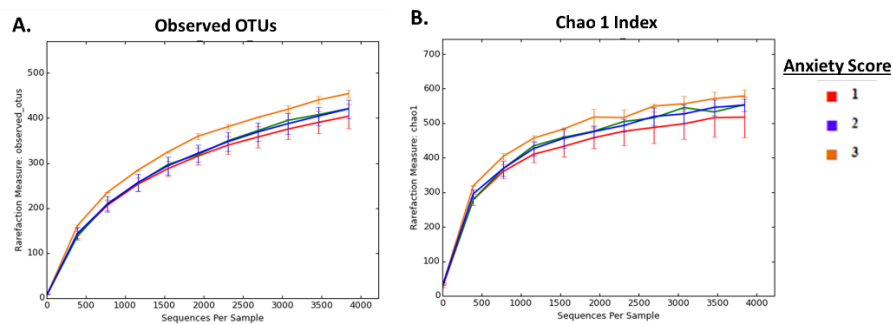 A.
Observed OTUs
500
400
300
200
100
0
Rarefaction Measure: observed_otus
0 500 1000 1500 2000 2500 3000 3500 4000
Sequences Per Sample
B.
Chao 1 Index
700
600
500
400
300
200
100
0
Rarefaction Measure: chao1
0 500 1000 1500 2000 2500 3000 3500 4000
Sequences Per Sample
Anxiety Score
1
2
3